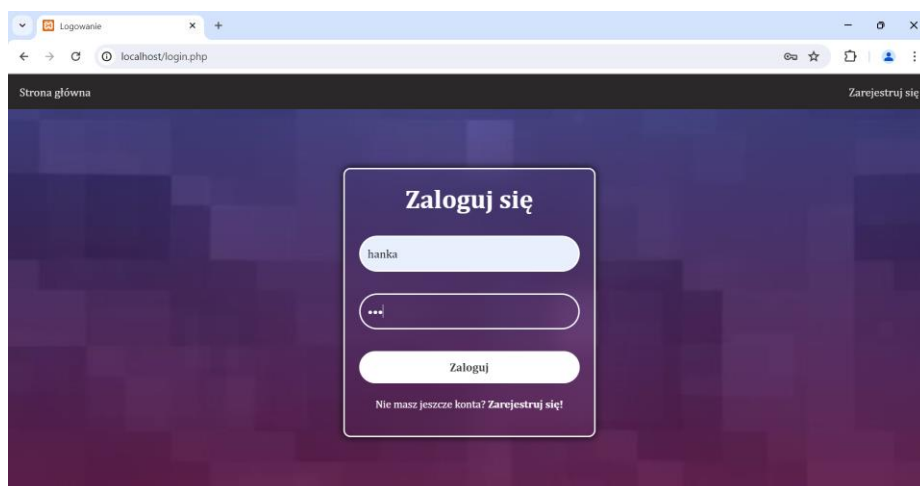 Logowanie
localhost/login.php
Strona główna
Zarejestruj się
Zaloguj się
hanka
•••
Zaloguj
Nie masz jeszcze konta? Zarejestruj się!